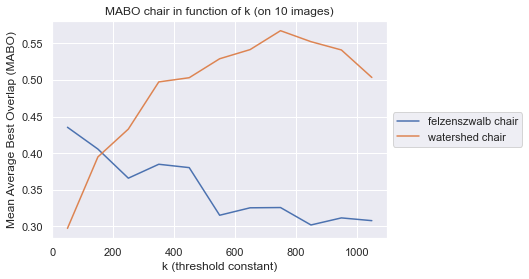 MABO chair in function of k (on 10 images)
Mean Average Best Overlap (MABO)
0.55
0.50
0.45
0.40
0.35
0.30
0 200 400 600 800 1000
k (threshold constant)
felzenszwalb chair
watershed chair